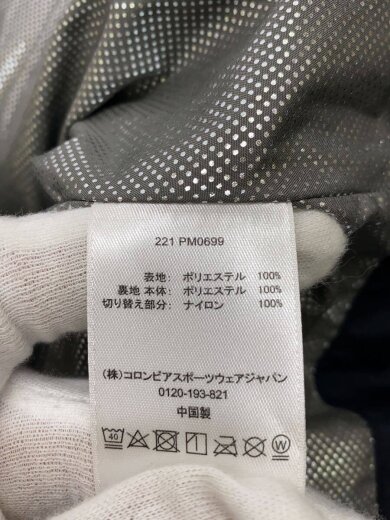 221 PM0699
表地: ポリエステル 100%
裏地 本体: ポリエステル 100%
切り替え部分: ナイロン 100%
(株)コロンビアスポーツウェアジャパン
0120-193-821
中国製
40 W